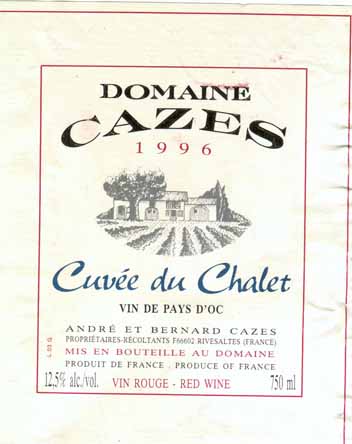 DOMAINE
CAZES
1996
Cuvée du Chalet
VIN DE PAYS D'OC
ANDRÉ ET BERNARD CAZES
PROPRIÉTAIRES-RÉCOLTANTS F66602 RIVESALTES (FRANCE)
MIS EN BOUTEILLE AU DOMAINE
PRODUIT DE FRANCE . PRODUCE OF FRANCE
12,5% alc./vol. VIN ROUGE - RED WINE 750 ml
L.03 G